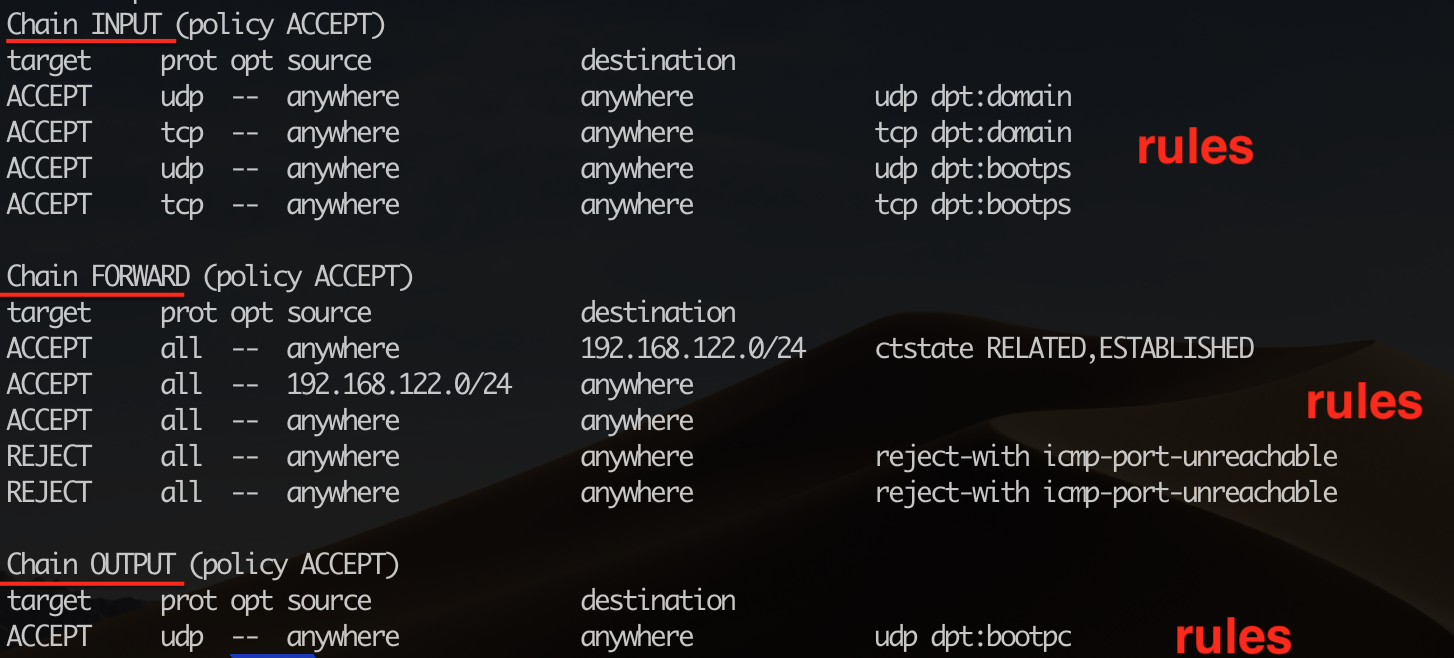 Chain INPUT (policy ACCEPT)
target prot opt source destination
ACCEPT udp -- anywhere anywhere udp dpt:domain
ACCEPT tcp -- anywhere anywhere tcp dpt:domain
rules
ACCEPT udp -- anywhere anywhere udp dpt:bootps
ACCEPT tcp -- anywhere anywhere tcp dpt:bootps
Chain FORWARD (policy ACCEPT)
target prot opt source destination
ACCEPT all -- anywhere 192.168.122.0/24 ctstate RELATED,ESTABLISHED
ACCEPT all -- 192.168.122.0/24 anywhere
rules
ACCEPT all -- anywhere anywhere
REJECT all -- anywhere anywhere reject-with icmp-port-unreachable
REJECT all -- anywhere anywhere reject-with icmp-port-unreachable
Chain OUTPUT (policy ACCEPT)
target prot opt source destination
ACCEPT udp -- anywhere anywhere udp dpt:bootpc
rules